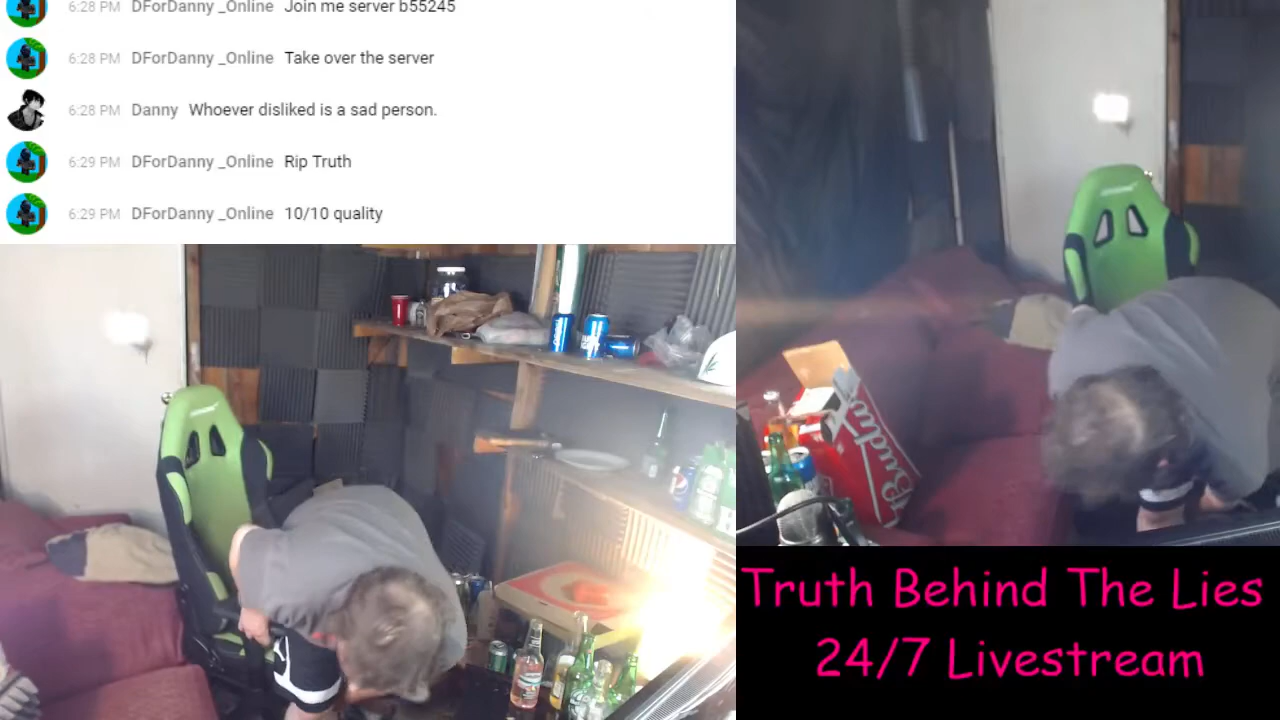 6:28 PM DForDanny _Online Join me server b55245
6:28 PM DForDanny _Online Take over the server
6:28 PM Danny Whoever disliked is a sad person.
6:29 PM DForDanny _Online Rip Truth
6:29 PM DForDanny _Online 10/10 quality
Truth Behind The Lies
24/7 Livestream